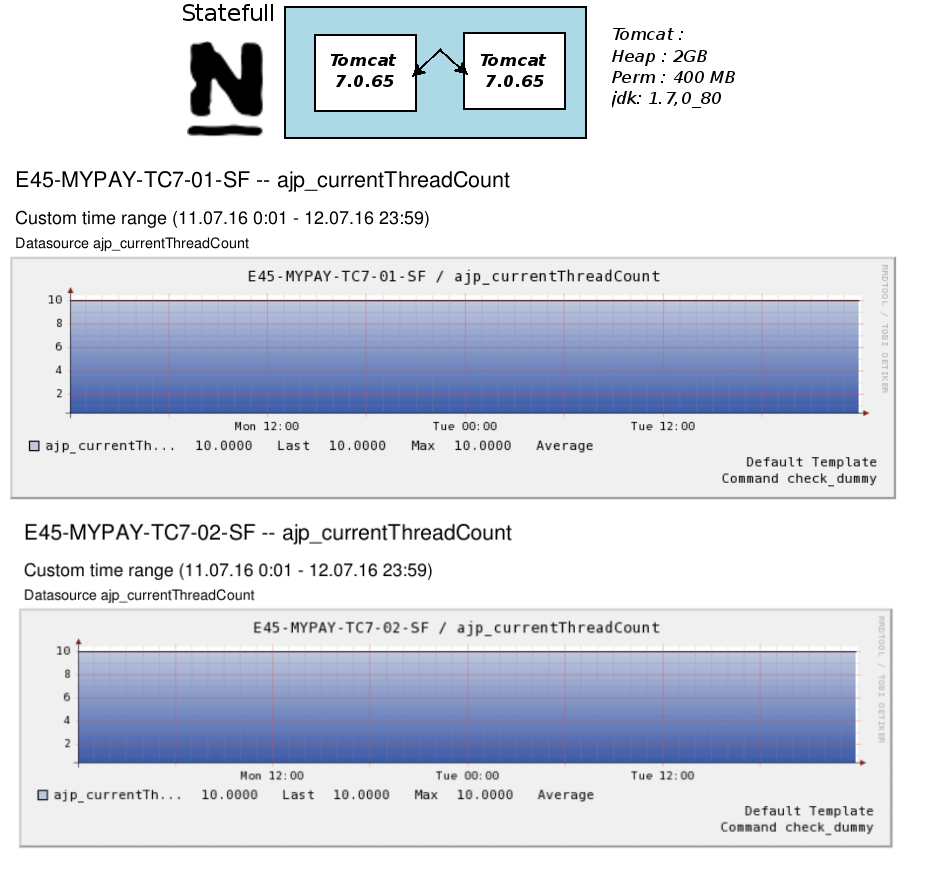 Statefull
N
Tomcat
7.0.65
Tomcat
7.0.65
Tomcat :
Heap : 2GB
Perm : 400 MB
jdk: 1.7,0_80
E45-MYPAY-TC7-01-SF -- ajp_currentThreadCount
Custom time range (11.07.16 0:01 - 12.07.16 23:59)
Datasource ajp_currentThreadCount
E45-MYPAY-TC7-01-SF / ajp_currentThreadCount
RRDTOOL / TOBI OETIKER
10
8
6
4
2
Mon 12:00 Tue 00:00 Tue 12:00
ajp_currentTh... 10.0000 Last 10.0000 Max 10.0000 Average
Default Template
Command check_dummy
E45-MYPAY-TC7-02-SF -- ajp_currentThreadCount
Custom time range (11.07.16 0:01 - 12.07.16 23:59)
Datasource ajp_currentThreadCount
E45-MYPAY-TC7-02-SF / ajp_currentThreadCount
RRDTOOL / TOBI OETIKER
10
8
6
4
2
Mon 12:00 Tue 00:00 Tue 12:00
ajp_currentTh... 10.0000 Last 10.0000 Max 10.0000 Average
Default Template
Command check_dummy